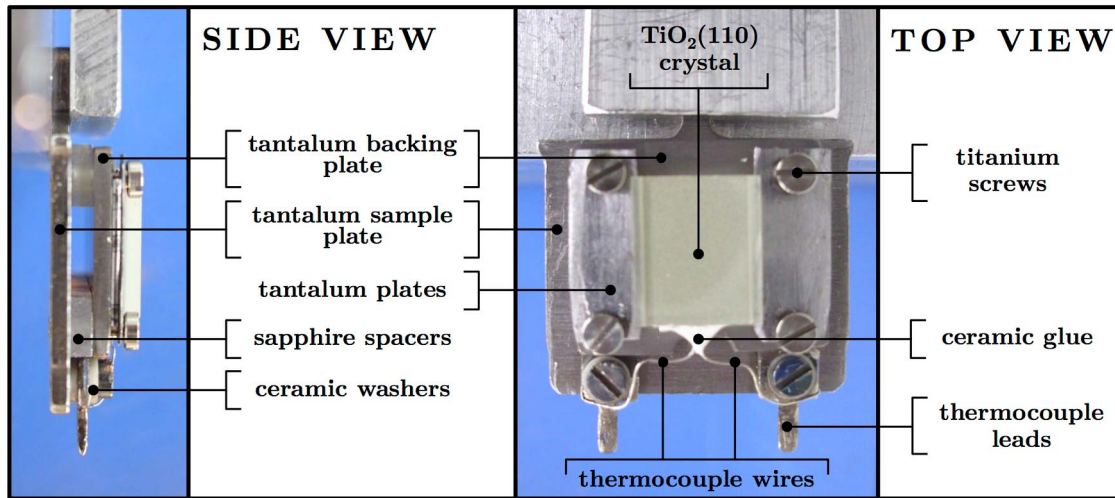 SIDE VIEW
TiO₂(110)
crystal
TOP VIEW
tantalum backing
plate
titanium
screws
tantalum sample
plate
tantalum plates
sapphire spacers
ceramic glue
ceramic washers
thermocouple
leads
thermocouple wires